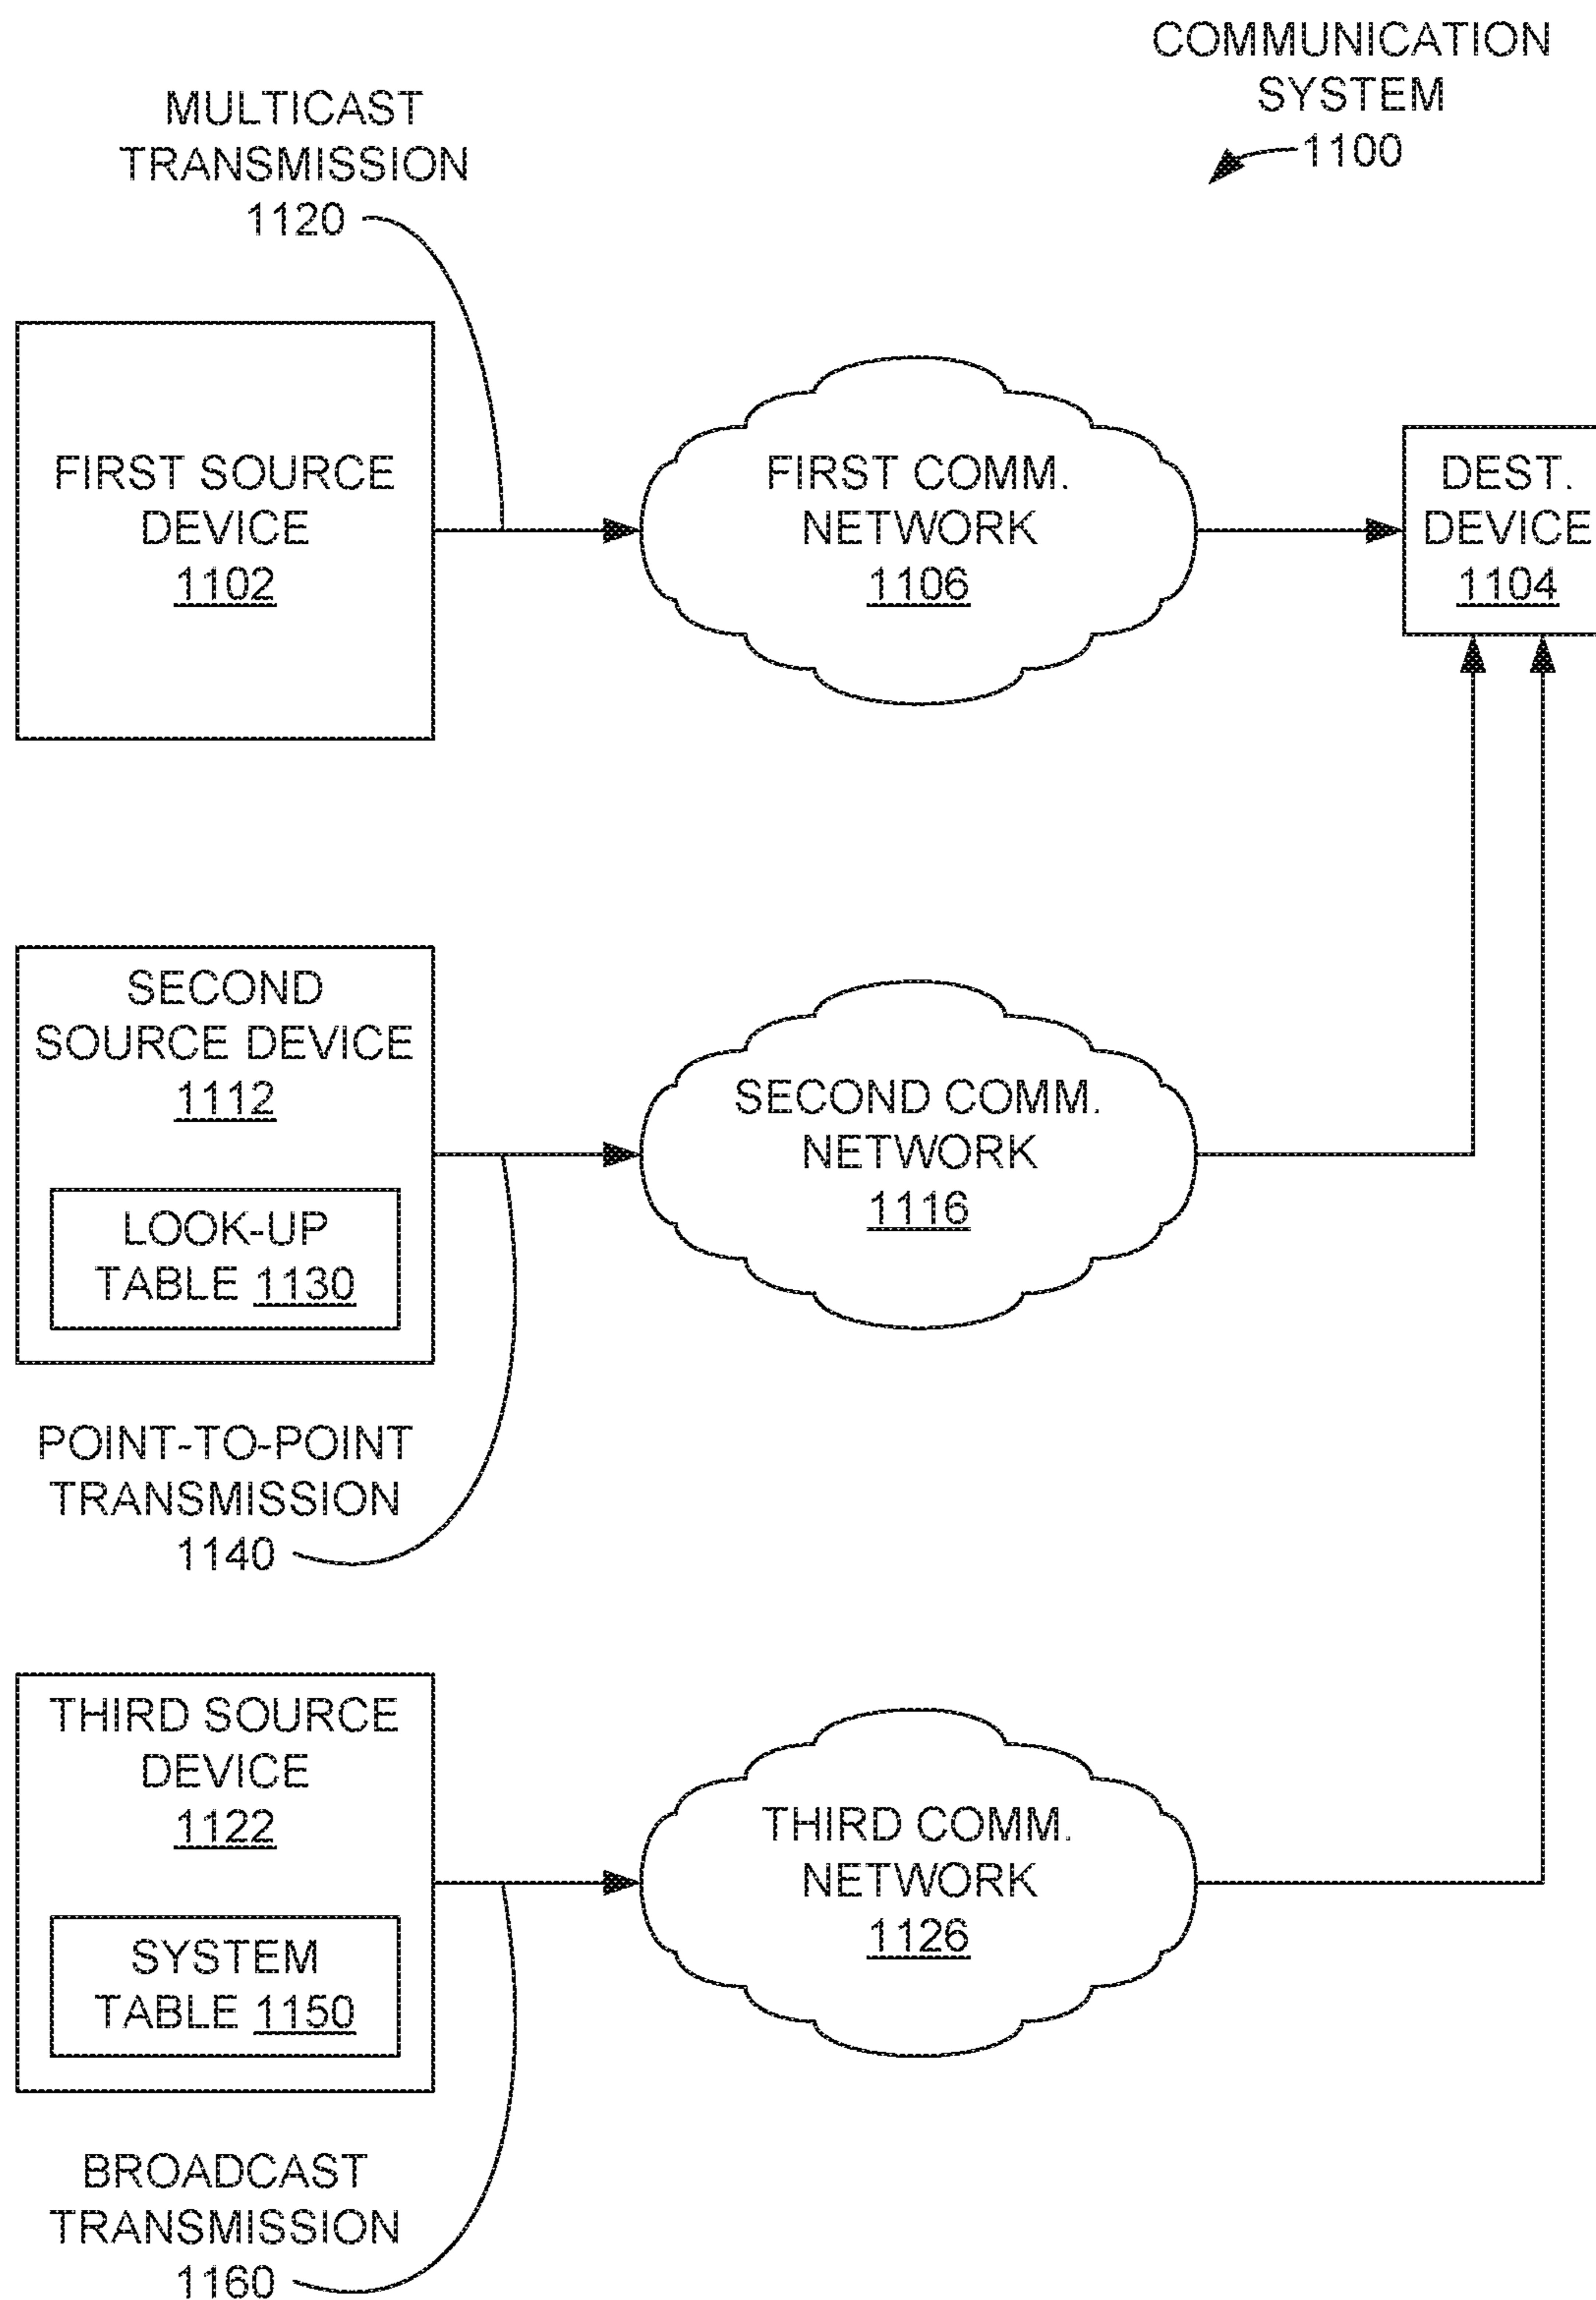 COMMUNICATION
SYSTEM
1100
MULTICAST
TRANSMISSION
1120
FIRST SOURCE
DEVICE
1102
FIRST COMM.
NETWORK
1106
DEST.
DEVICE
1104
SECOND
SOURCE DEVICE
1112
LOOK-UP
TABLE 1130
SECOND COMM.
NETWORK
1116
POINT-TO-POINT
TRANSMISSION
1140
THIRD SOURCE
DEVICE
1122
SYSTEM
TABLE 1150
THIRD COMM.
NETWORK
1126
BROADCAST
TRANSMISSION
1160